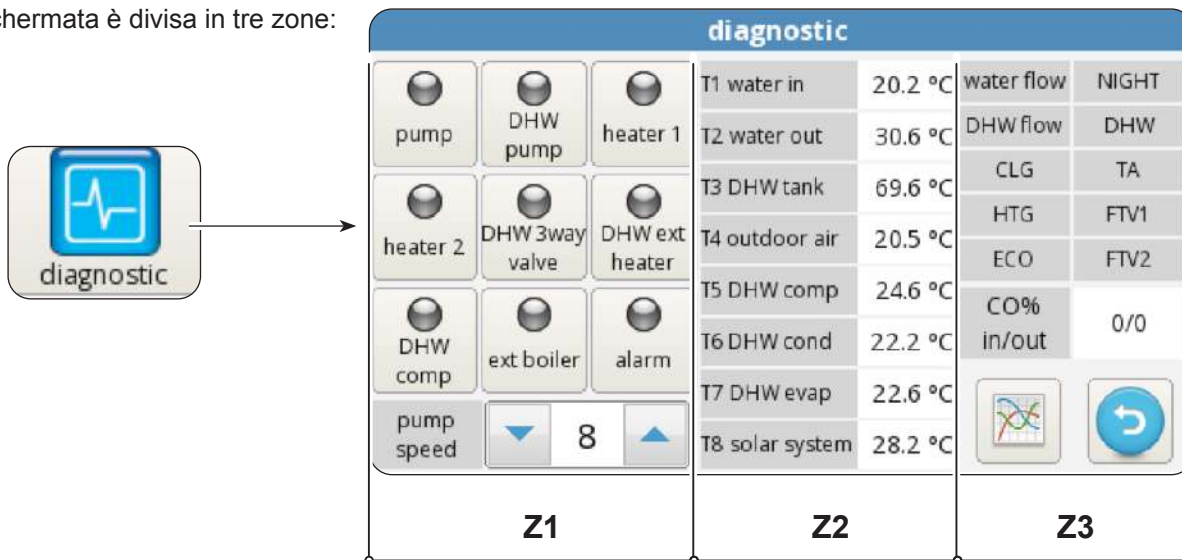 è divisa in tre zone:
diagnostic
diagnostic
pump
DHW
pump
heater 1
heater 2
DHW 3way
valve
DHW ext
heater
DHW
comp
ext boiler
alarm
pump
speed
8
T1 water in 20.2 °C
T2 water out 30.6 °C
T3 DHW tank 69.6 °C
T4 outdoor air 20.5 °C
T5 DHW comp 24.6 °C
T6 DHW cond 22.2 °C
T7 DHW evap 22.6 °C
T8 solar system 28.2 °C
water flow NIGHT
DHW flow DHW
CLG TA
HTG FTV1
ECO FTV2
CO%
in/out
0/0
Z1 Z2 Z3